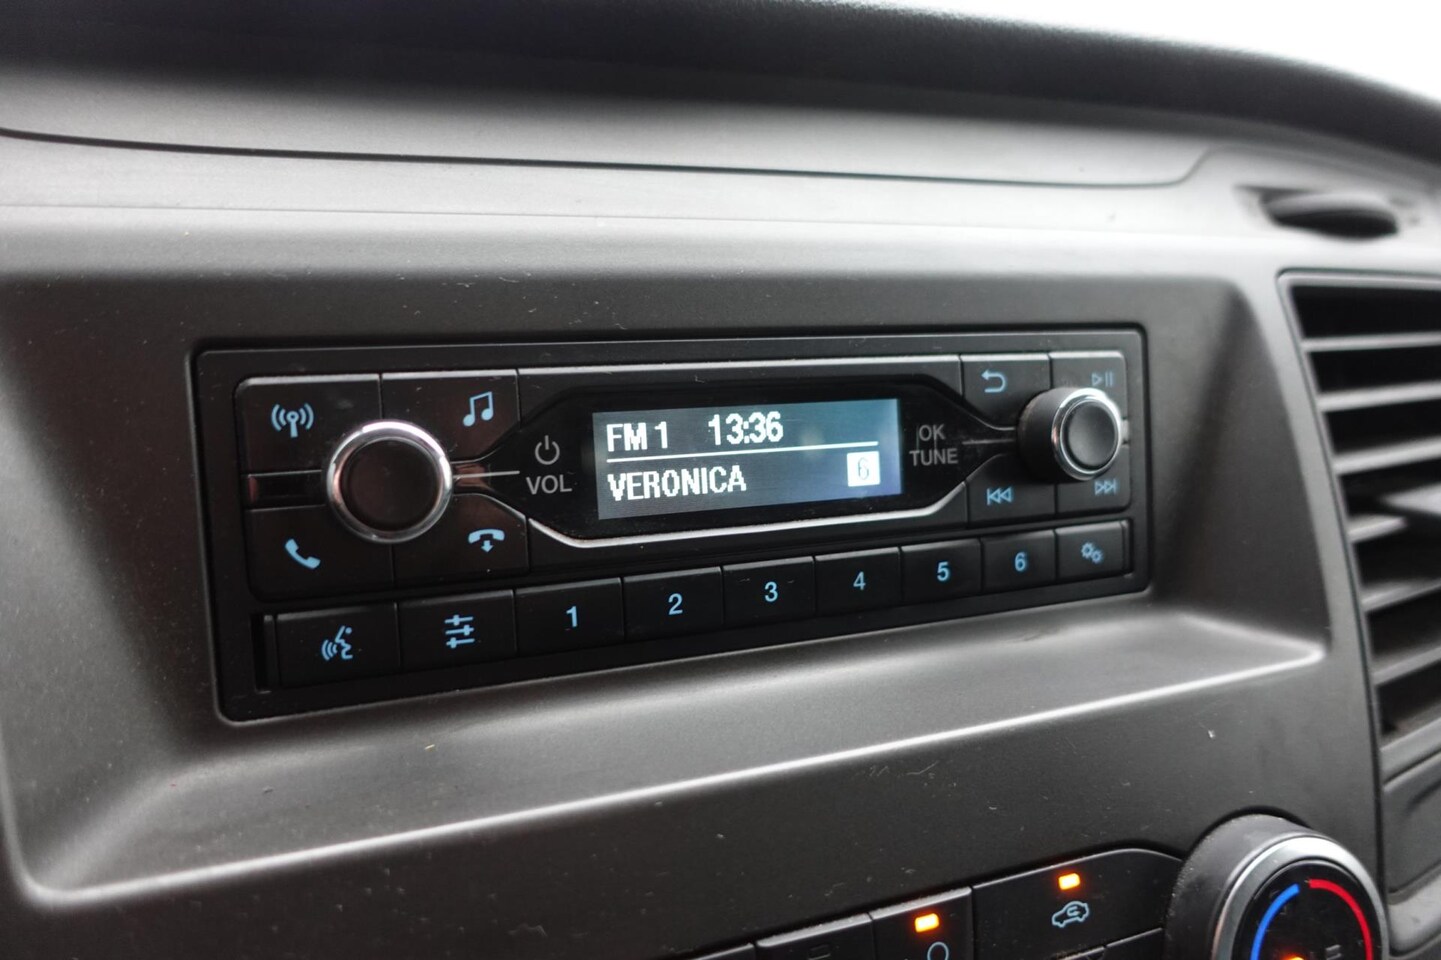 FM 1 13:36
VERONICA 6
VOL
OK
TUNE
1 2 3 4 5 6